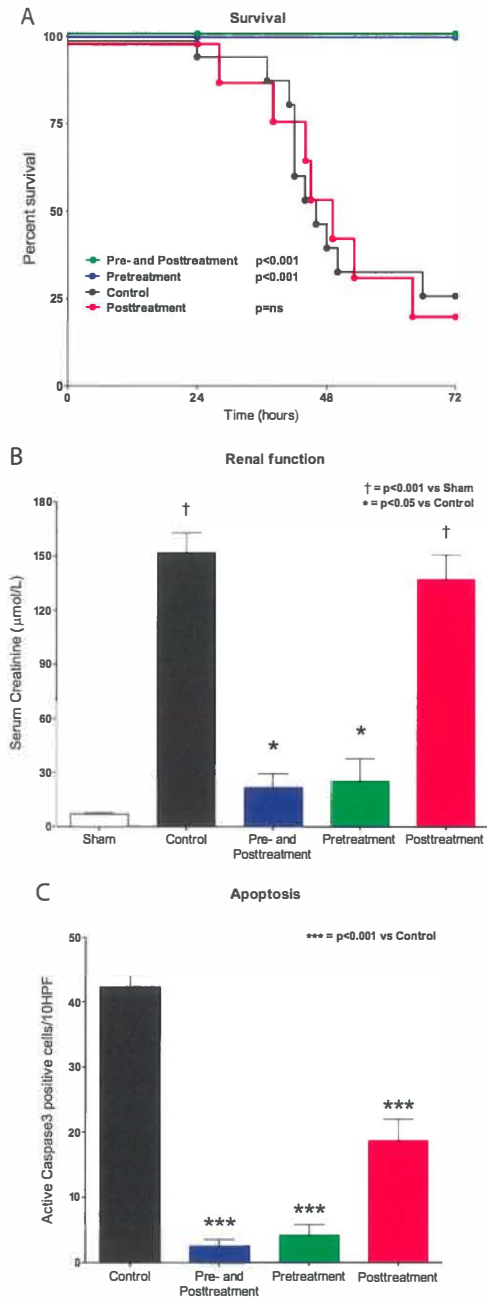 A
Survival
Percent survival
100
75
50
25
0
Pre- and Posttreatment p<0.001
Pretreatment p<0.001
Control
Posttreatment p=ns
0 24 48 72
Time (hours)
B
Renal function
† = p<0.001 vs Sham
* = p<0.05 vs Control
Serum Creatinine (μmol/L)
180
150
120
90
60
30
0
† * * †
Sham Control Pre- and Posttreatment Pretreatment Posttreatment
C
Apoptosis
*** = p<0.001 vs Control
Active Caspase3 positive cells/10HPF
50
40
30
20
10
0
*** *** ***
Control Pre- and Posttreatment Pretreatment Posttreatment